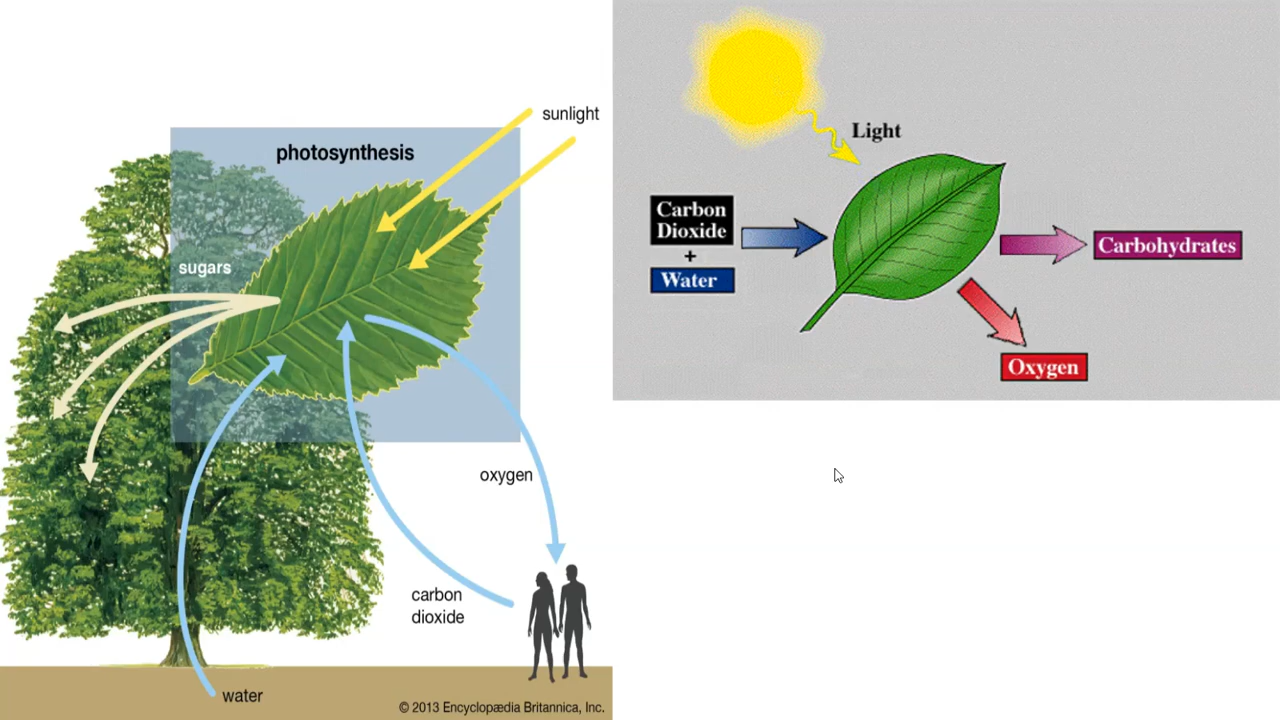 sunlight
photosynthesis
sugars
oxygen
carbon
dioxide
water
© 2013 Encyclopædia Britannica, Inc.
Light
Carbon
Dioxide
+
Water
Carbohydrates
Oxygen